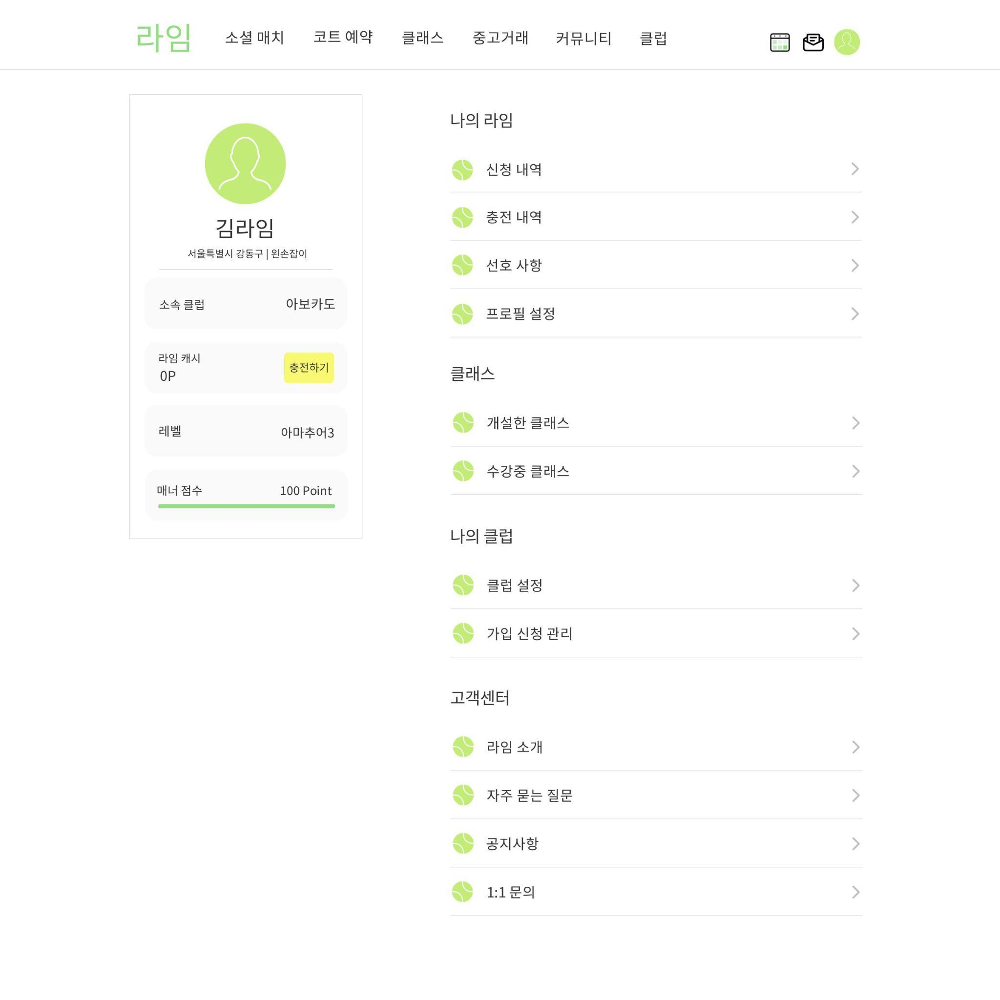 라임 소셜 매치 코트 예약 클래스 중고거래 커뮤니티 클럽
김라임
서울특별시 강동구 | 왼손잡이
소속 클럽 아보카도
라임 캐시
0P
충전하기
레벨 아마추어3
매너 점수 100 Point
나의 라임
신청 내역
충전 내역
선호 사항
프로필 설정
클래스
개설한 클래스
수강중 클래스
나의 클럽
클럽 설정
가입 신청 관리
고객센터
라임 소개
자주 묻는 질문
공지사항
1:1 문의